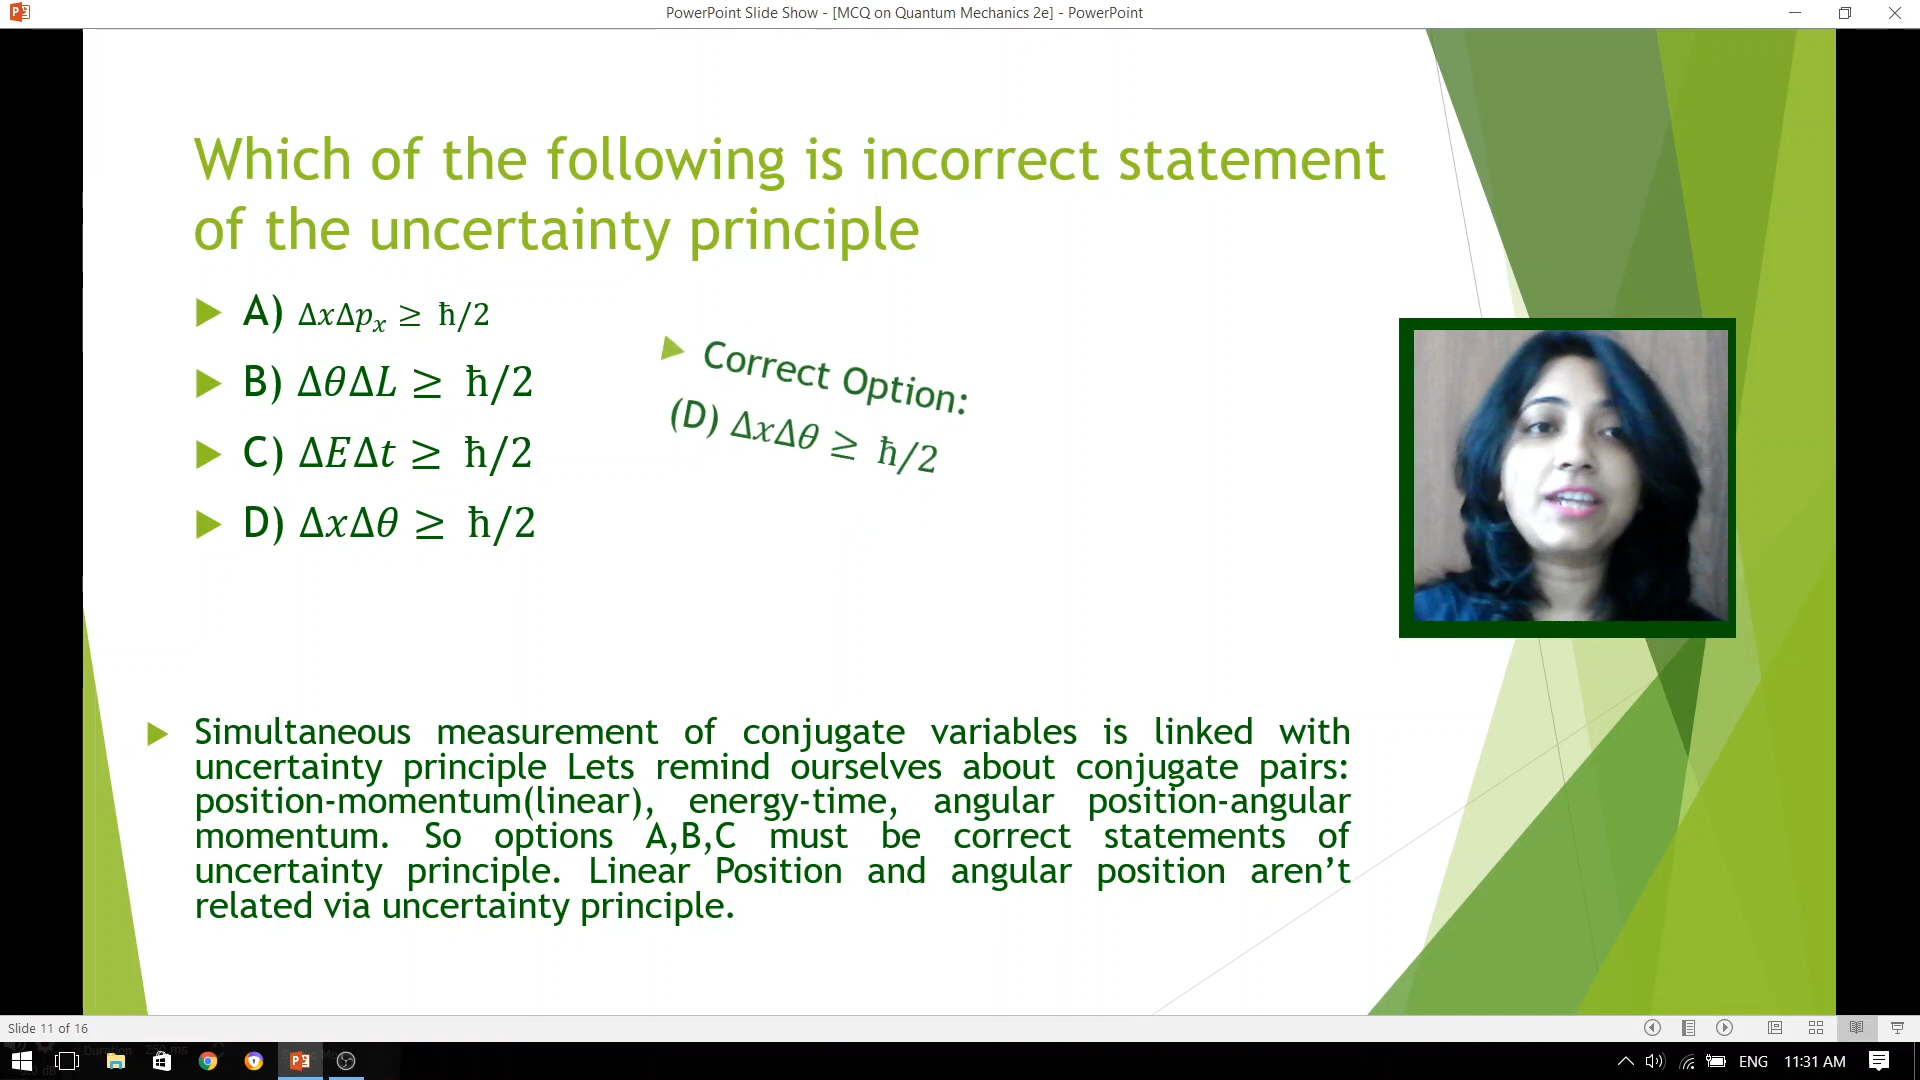 PowerPoint Slide Show - [MCQ on Quantum Mechanics 2e] - PowerPoint
Which of the following is incorrect statement
of the uncertainty principle
A) ΔxΔpₓ ≥ ħ/2
B) ΔθΔL ≥ ħ/2
C) ΔEΔt ≥ ħ/2
D) ΔxΔθ ≥ ħ/2
Correct Option:
(D) ΔxΔθ ≥ ħ/2
Simultaneous measurement of conjugate variables is linked with
uncertainty principle Lets remind ourselves about conjugate pairs:
position-momentum(linear), energy-time, angular position-angular
momentum. So options A,B,C must be correct statements of
uncertainty principle. Linear Position and angular position aren’t
related via uncertainty principle.
Slide 11 of 16
Duration
ENG
11:31 AM